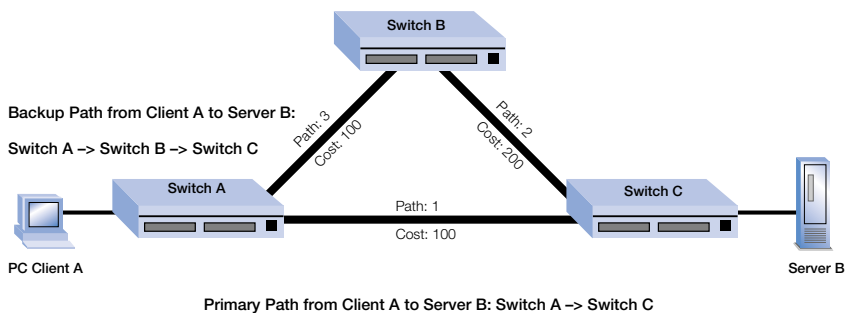 Switch B
Backup Path from Client A to Server B:
Switch A –> Switch B –> Switch C
Path: 3
Cost: 100
Path: 2
Cost: 200
Switch A
Switch C
Path: 1
Cost: 100
PC Client A
Server B
Primary Path from Client A to Server B: Switch A –> Switch C